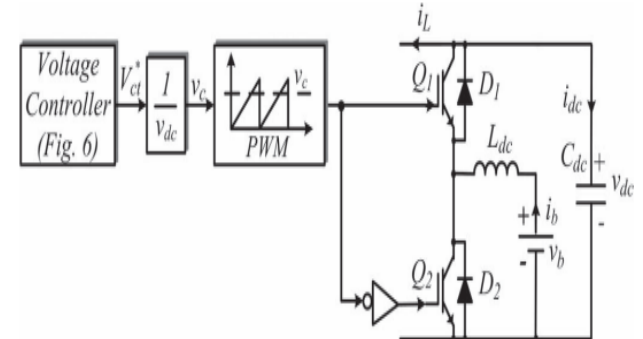 Voltage
Controller
(Fig. 6)
V*ct
1
vdc
vc
vc
PWM
iL
Q1
D1
idc
Ldc
Cdc
+
vdc
-
+
ib
vb
-
Q2
D2